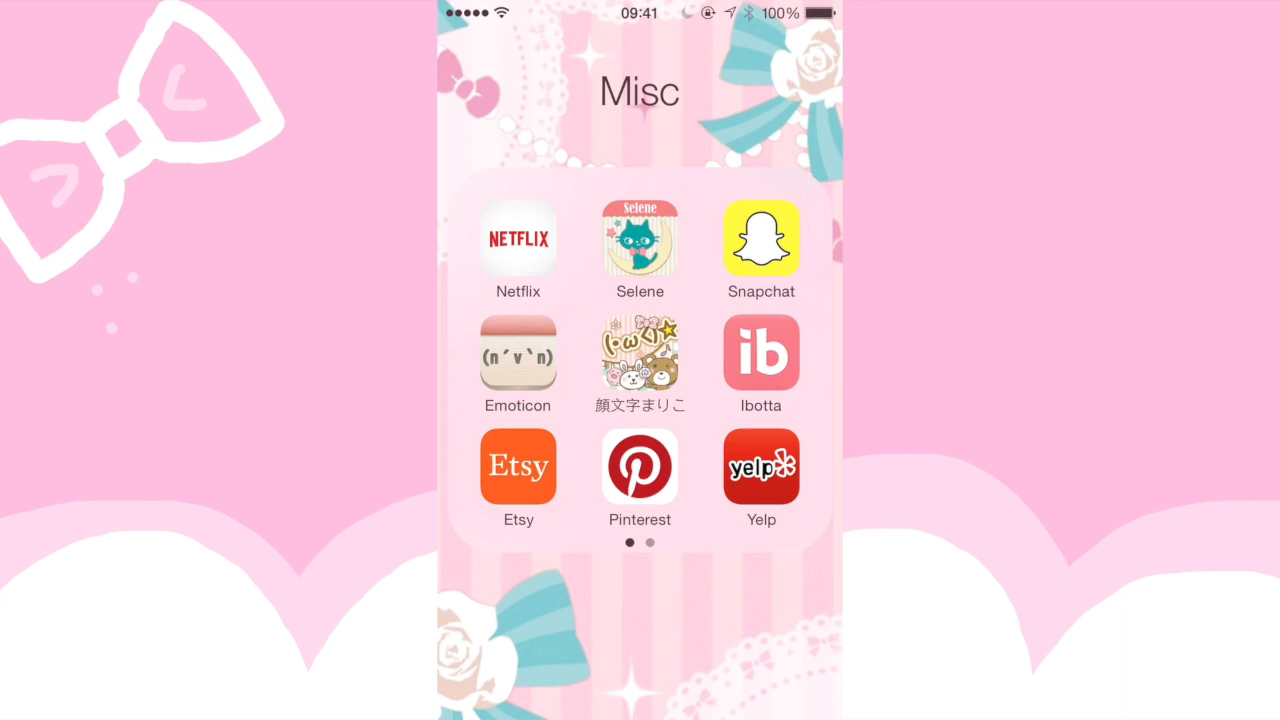 09:41 100%
Misc
NETFLIX
Selene
Netflix
Selene
Snapchat
(n´v`n)
(・ω<)☆
ib
Emoticon
顔文字まりこ
Ibotta
Etsy
yelp
Etsy
Pinterest
Yelp